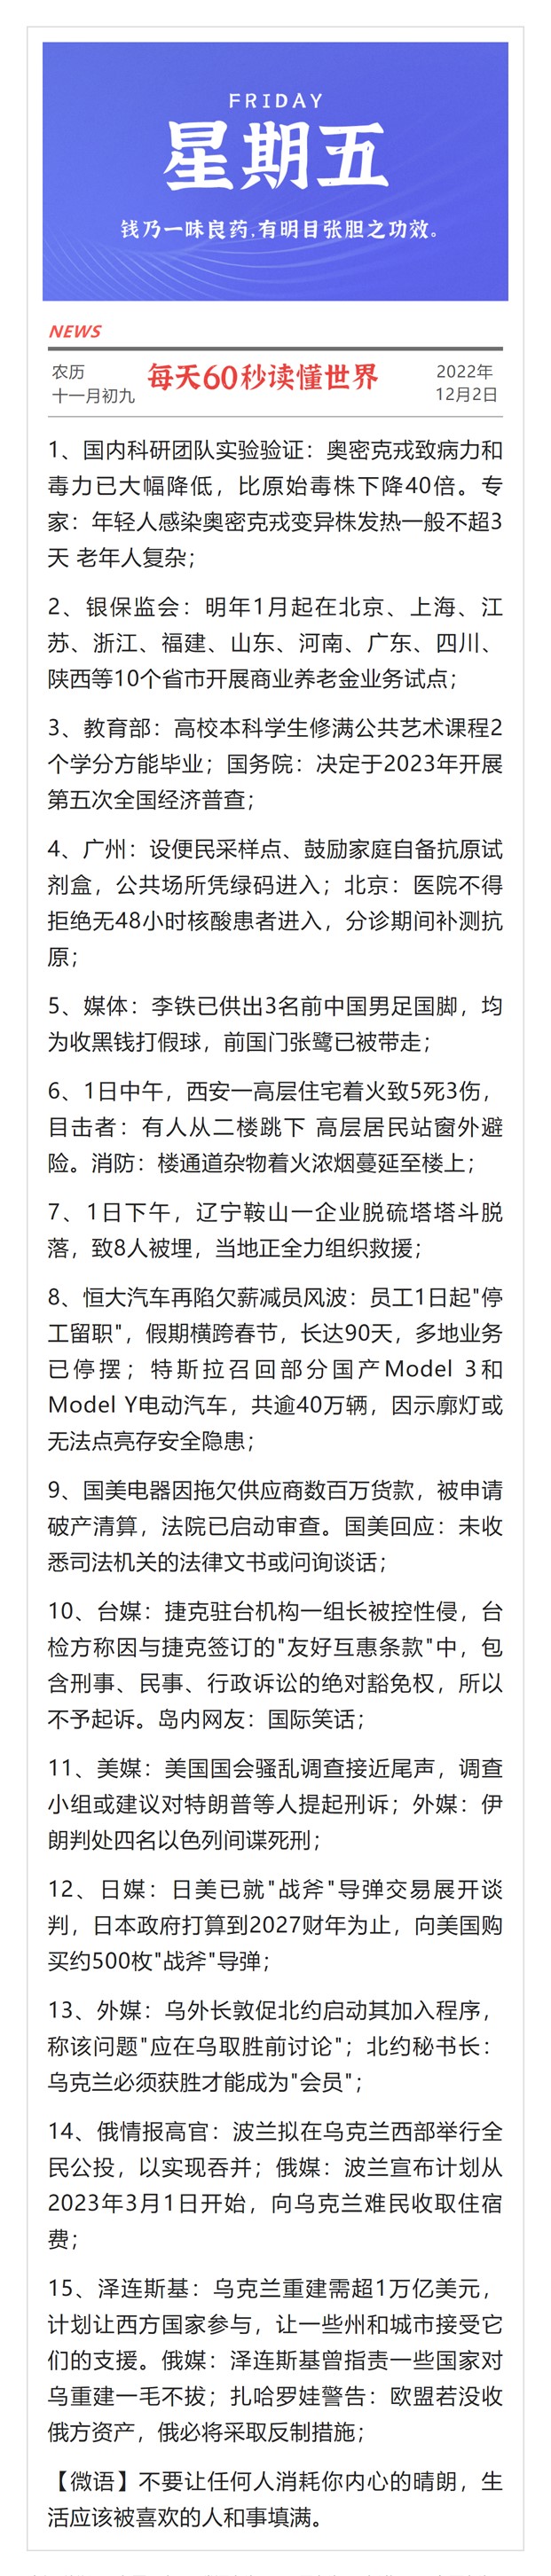 FRIDAY
星期五
钱乃一味良药,有明目张胆之功效。
NEWS
农历
十一月初九
每天60秒读懂世界
2022年
12月2日
1、国内科研团队实验验证：奥密克戎致病力和
毒力已大幅降低，比原始毒株下降40倍。专
家：年轻人感染奥密克戎变异株发热一般不超3
天 老年人复杂；
2、银保监会：明年1月起在北京、上海、江
苏、浙江、福建、山东、河南、广东、四川、
陕西等10个省市开展商业养老金业务试点；
3、教育部：高校本科学生修满公共艺术课程2
个学分方能毕业；国务院：决定于2023年开展
第五次全国经济普查；
4、广州：设便民采样点、鼓励家庭自备抗原试
剂盒，公共场所凭绿码进入；北京：医院不得
拒绝无48小时核酸患者进入，分诊期间补测抗
原；
5、媒体：李铁已供出3名前中国男足国脚，均
为收黑钱打假球，前国门张鹭已被带走；
6、1日中午，西安一高层住宅着火致5死3伤，
目击者：有人从二楼跳下 高层居民站窗外避
险。消防：楼通道杂物着火浓烟蔓延至楼上；
7、1日下午，辽宁鞍山一企业脱硫塔塔斗脱
落，致8人被埋，当地正全力组织救援；
8、恒大汽车再陷欠薪减员风波：员工1日起"停
工留职"，假期横跨春节，长达90天，多地业务
已停摆；特斯拉召回部分国产Model 3和
Model Y电动汽车，共逾40万辆，因示廓灯或
无法点亮存安全隐患；
9、国美电器因拖欠供应商数百万货款，被申请
破产清算，法院已启动审查。国美回应：未收
悉司法机关的法律文书或问询谈话；
10、台媒：捷克驻台机构一组长被控性侵，台
检方称因与捷克签订的"友好互惠条款"中，包
含刑事、民事、行政诉讼的绝对豁免权，所以
不予起诉。岛内网友：国际笑话；
11、美媒：美国国会骚乱调查接近尾声，调查
小组或建议对特朗普等人提起刑诉；外媒：伊
朗判处四名以色列间谍死刑；
12、日媒：日美已就"战斧"导弹交易展开谈
判，日本政府打算到2027财年为止，向美国购
买约500枚"战斧"导弹；
13、外媒：乌外长敦促北约启动其加入程序，
称该问题"应在乌取胜前讨论"；北约秘书长：
乌克兰必须获胜才能成为"会员"；
14、俄情报高官：波兰拟在乌克兰西部举行全
民公投，以实现吞并；俄媒：波兰宣布计划从
2023年3月1日开始，向乌克兰难民收取住宿
费；
15、泽连斯基：乌克兰重建需超1万亿美元，
计划让西方国家参与，让一些州和城市接受它
们的支援。俄媒：泽连斯基曾指责一些国家对
乌重建一毛不拔；扎哈罗娃警告：欧盟若没收
俄方资产，俄必将采取反制措施；
【微语】不要让任何人消耗你内心的晴朗，生
活应该被喜欢的人和事填满。